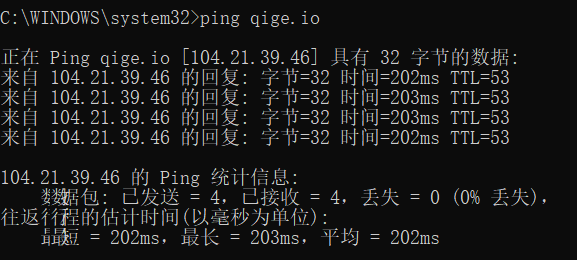 C:\WINDOWS\system32>ping qige.io
正在 Ping qige.io [104.21.39.46] 具有 32 字节的数据:
来自 104.21.39.46 的回复: 字节=32 时间=202ms TTL=53
来自 104.21.39.46 的回复: 字节=32 时间=203ms TTL=53
来自 104.21.39.46 的回复: 字节=32 时间=203ms TTL=53
来自 104.21.39.46 的回复: 字节=32 时间=202ms TTL=53
104.21.39.46 的 Ping 统计信息:
数据包: 已发送 = 4，已接收 = 4，丢失 = 0 (0% 丢失)，
往返行程的估计时间(以毫秒为单位):
最短 = 202ms，最长 = 203ms，平均 = 202ms